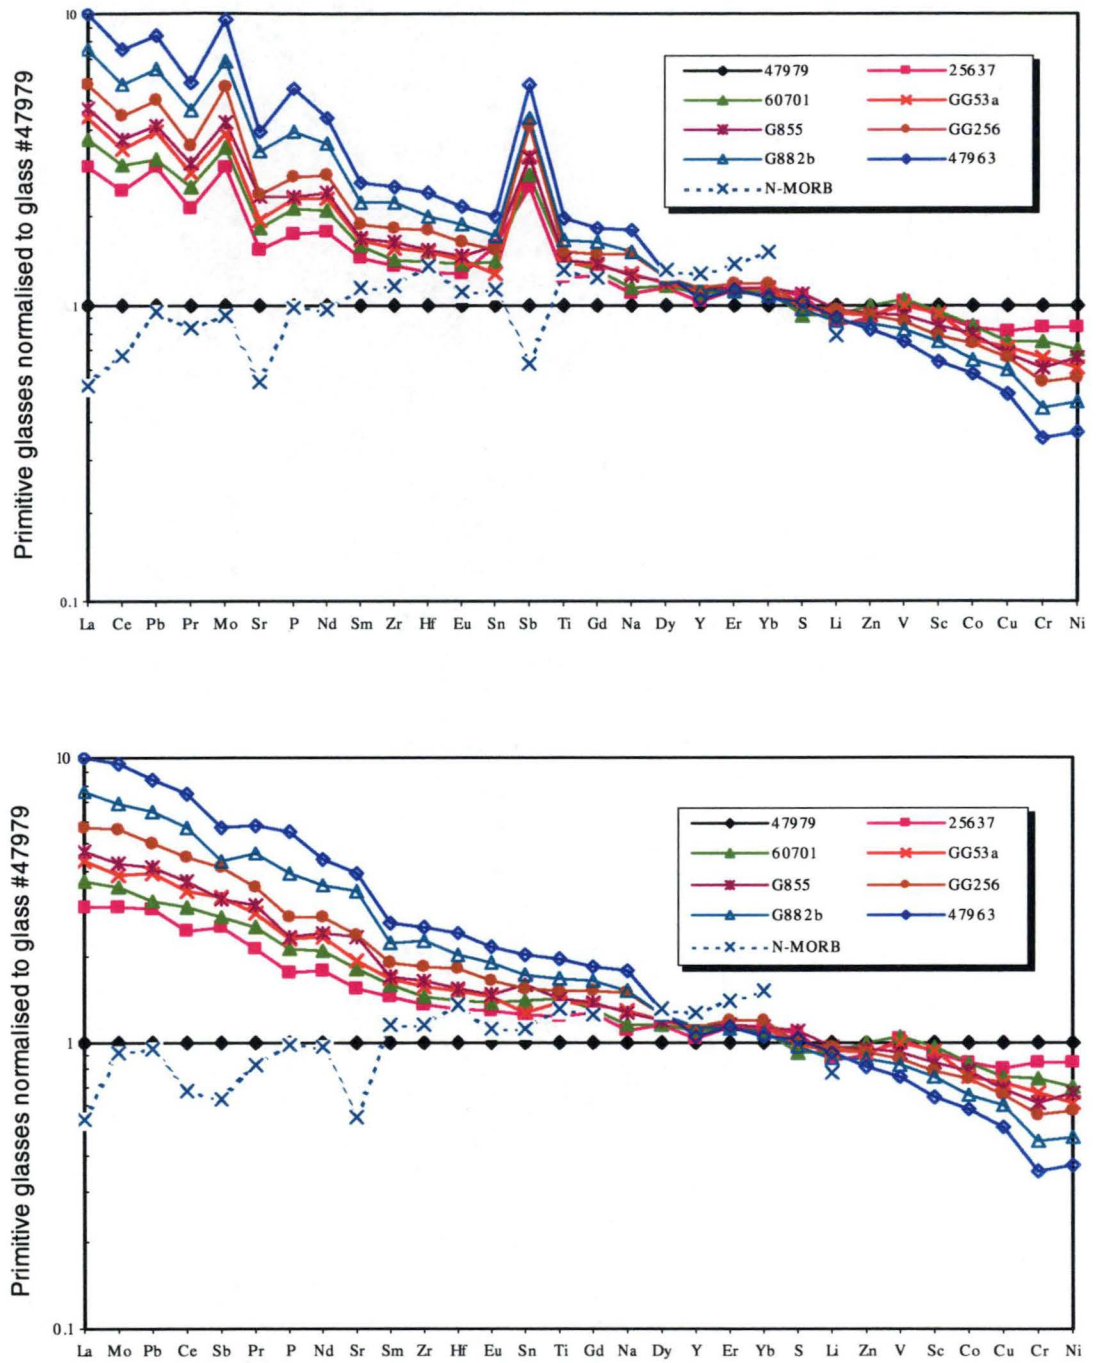 Primitive glasses normalised to glass #47979
10
1
0.1
47979 25637
60701 GG53a
G855 GG256
G882b 47963
N-MORB
La Ce Pb Pr Mo Sr P Nd Sm Zr Hf Eu Sn Sb Ti Gd Na Dy Y Er Yb S Li Zn V Sc Co Cu Cr Ni
Primitive glasses normalised to glass #47979
10
1
0.1
47979 25637
60701 GG53a
G855 GG256
G882b 47963
N-MORB
La Mo Pb Ce Sb Pr P Nd Sr Sm Zr Hf Eu Sn Ti Gd Na Dy Y Er Yb S Li Zn V Sc Co Cu Cr Ni